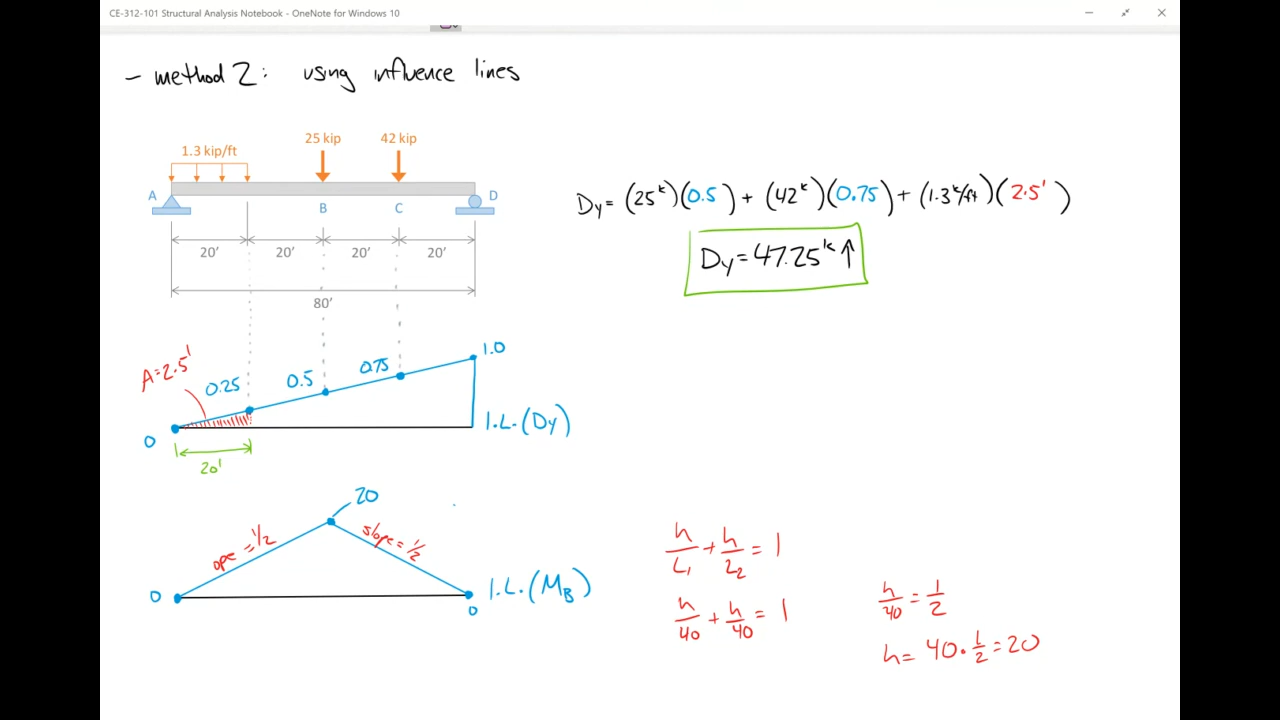 CE-312-101 Structural Analysis Notebook - OneNote for Windows 10
- method 2: using influence lines
25 kip 42 kip
1.3 kip/ft
A D
B C
20' 20' 20' 20'
80'
Dy = (25ᵏ)(0.5) + (42ᵏ)(0.75) + (1.3 ᵏ/ft)(2.5')
Dy = 47.25ᵏ ↑
A=2.5'
0 0.25 0.5 0.75 1.0
I.L. (Dy)
20'
20
ope = 1/2 slope = 1/2
0 0
I.L. (M_B)
h/L₁ + h/L₂ = 1
h/40 + h/40 = 1
h/40 = 1/2
h = 40 · 1/2 = 20